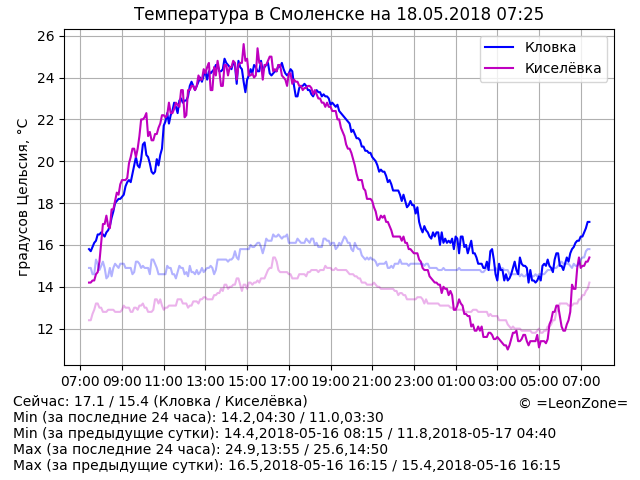 Температура в Смоленске на 18.05.2018 07:25
градусов Цельсия, °C
26
24
22
20
18
16
14
12
Кловка
Киселёвка
07:00 09:00 11:00 13:00 15:00 17:00 19:00 21:00 23:00 01:00 03:00 05:00 07:00
Сейчас: 17.1 / 15.4 (Кловка / Киселёвка)
© =LeonZone=
Min (за последние 24 часа): 14.2,04:30 / 11.0,03:30
Min (за предыдущие сутки): 14.4,2018-05-16 08:15 / 11.8,2018-05-17 04:40
Max (за последние 24 часа): 24.9,13:55 / 25.6,14:50
Max (за предыдущие сутки): 16.5,2018-05-16 16:15 / 15.4,2018-05-16 16:15